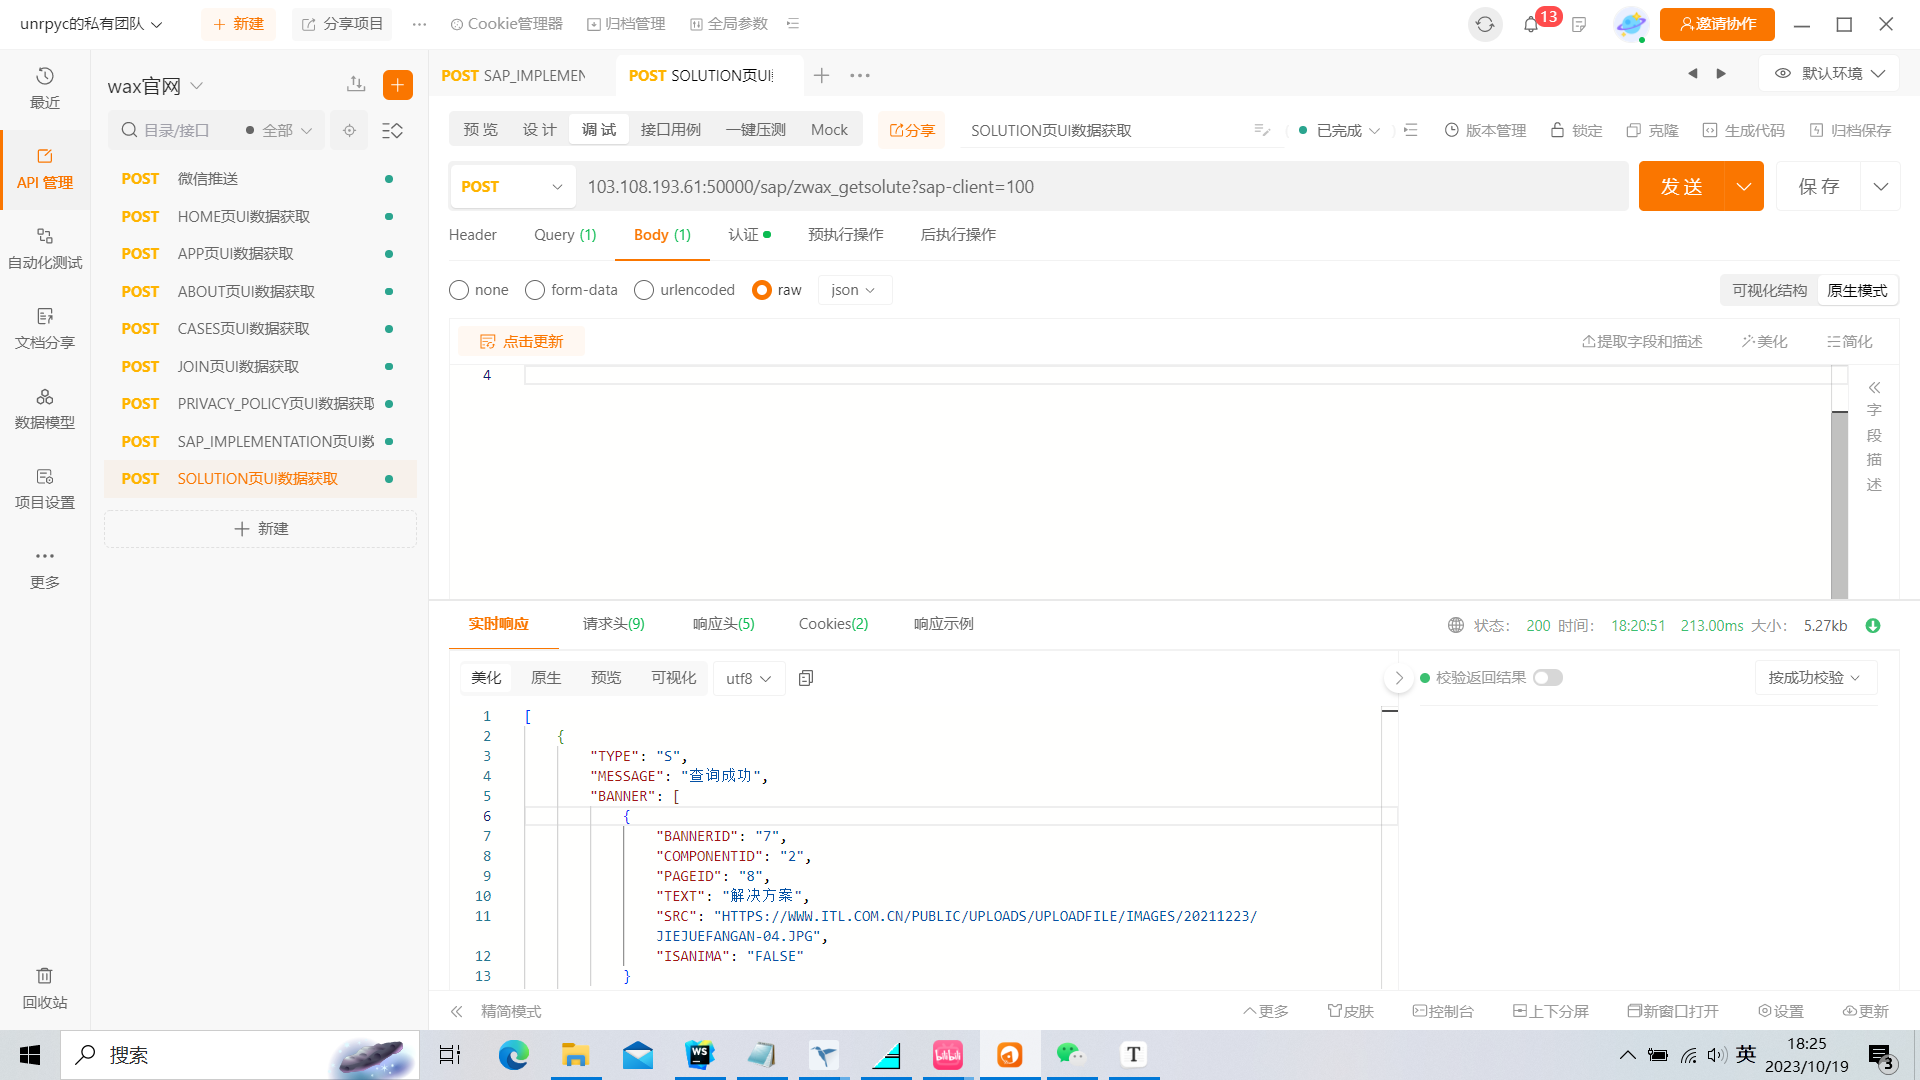 unrpyc的私有团队
新建
分享项目
Cookie管理器
归档管理
全局参数
13
邀请协作
最近
API 管理
自动化测试
文档分享
数据模型
项目设置
更多
回收站
wax官网
目录/接口
全部
POST 微信推送
POST HOME页UI数据获取
POST APP页UI数据获取
POST ABOUT页UI数据获取
POST CASES页UI数据获取
POST JOIN页UI数据获取
POST PRIVACY_POLICY页UI数据获取
POST SAP_IMPLEMENTATION页UI数
POST SOLUTION页UI数据获取
新建
POST SAP_IMPLEMEN
POST SOLUTION页UI
默认环境
预览 设计 调试 接口用例 一键压测 Mock
分享
SOLUTION页UI数据获取
已完成
版本管理
锁定
克隆
生成代码
归档保存
POST
103.108.193.61:50000/sap/zwax_getsolute?sap-client=100
发送
保存
Header
Query (1)
Body (1)
认证
预执行操作
后执行操作
none
form-data
urlencoded
raw
json
可视化结构
原生模式
点击更新
提取字段和描述
美化
简化
4
字
段
描
述
实时响应
请求头(9)
响应头(5)
Cookies(2)
响应示例
状态: 200 时间: 18:20:51 213.00ms 大小: 5.27kb
美化 原生 预览 可视化
utf8
校验返回结果
按成功校验
1 [
2 {
3 "TYPE": "S",
4 "MESSAGE": "查询成功",
5 "BANNER": [
6 {
7 "BANNERID": "7",
8 "COMPONENTID": "2",
9 "PAGEID": "8",
10 "TEXT": "解决方案",
11 "SRC": "HTTPS://WWW.ITL.COM.CN/PUBLIC/UPLOADS/UPLOADFILE/IMAGES/20211223/
JIEJUEFANGAN-04.JPG",
12 "ISANIMA": "FALSE"
13 }
精简模式
更多
皮肤
控制台
上下分屏
新窗口打开
设置
更新
搜索
WS
bilibili
T
英
18:25
2023/10/19
3